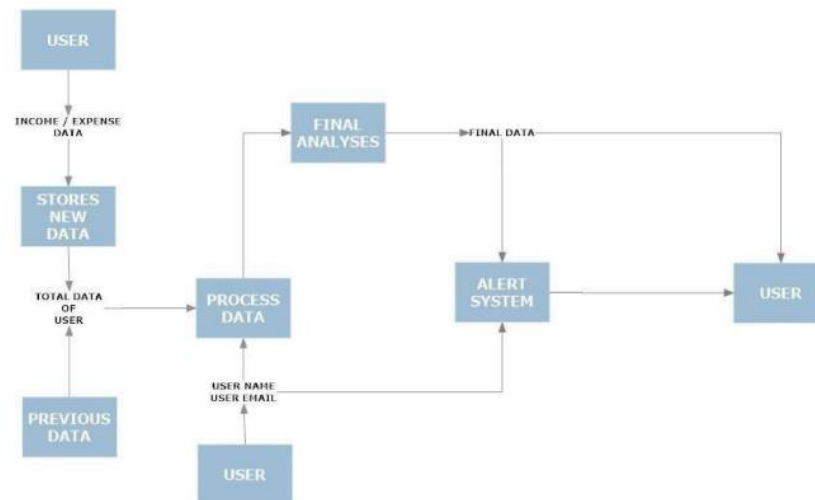 USER
INCOME / EXPENSE
DATA
STORES
NEW
DATA
TOTAL DATA
OF
USER
PREVIOUS
DATA
PROCESS
DATA
USER NAME
USER EMAIL
USER
FINAL
ANALYSES
FINAL DATA
ALERT
SYSTEM
USER